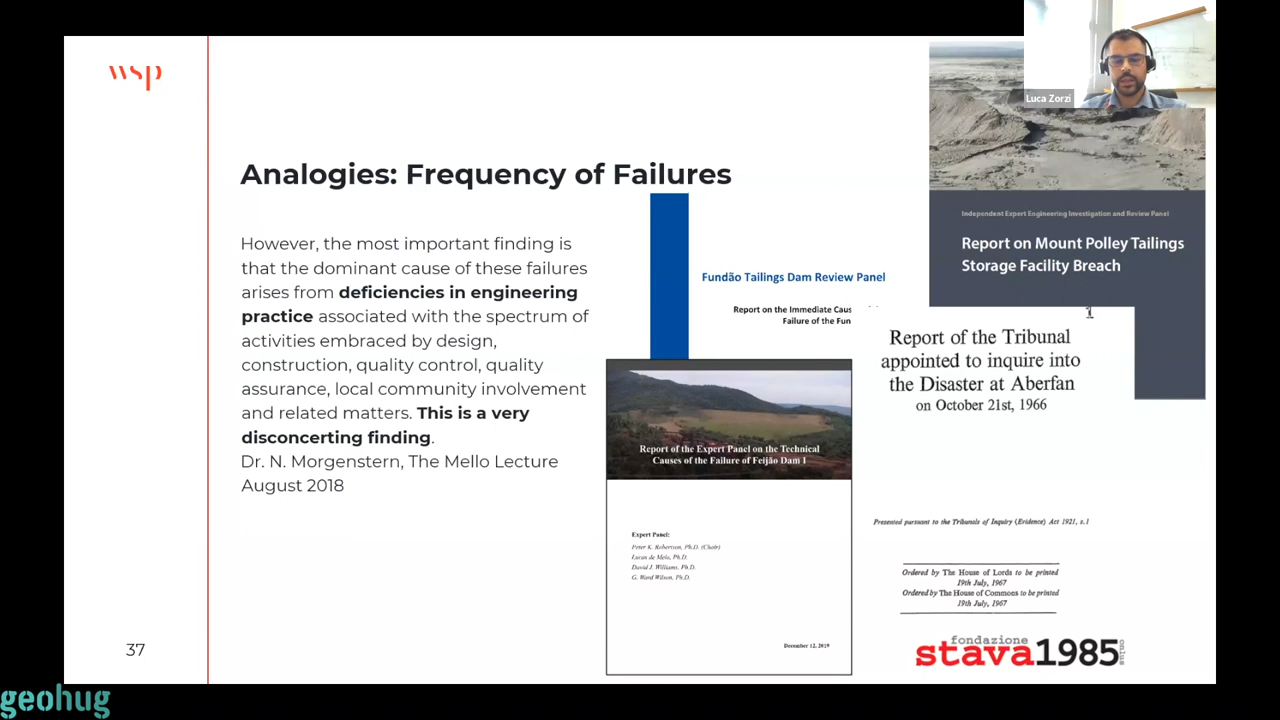 wsp
Luca Zorzi
Analogies: Frequency of Failures
However, the most important finding is
that the dominant cause of these failures
arises from deficiencies in engineering
practice associated with the spectrum of
activities embraced by design,
construction, quality control, quality
assurance, local community involvement
and related matters. This is a very
disconcerting finding.
Dr. N. Morgenstern, The Mello Lecture
August 2018
37
Fundão Tailings Dam Review Panel
Report on the Immediate Caus
Failure of the Fun
Independent Expert Engineering Investigation and Review Panel
Report on Mount Polley Tailings
Storage Facility Breach
Report of the Expert Panel on the Technical
Causes of the Failure of Feijão Dam I
Expert Panel:
Peter K. Robertson, Ph.D. (Chair)
Lucas de Melo, Ph.D.
David J. Williams, Ph.D.
G. Ward Wilson, Ph.D.
December 12, 2019
Report of the Tribunal
appointed to inquire into
the Disaster at Aberfan
on October 21st, 1966
Presented pursuant to the Tribunals of Inquiry (Evidence) Act 1921, s.1
Ordered by The House of Lords to be printed
19th July, 1967
Ordered by The House of Commons to be printed
19th July, 1967
fondazione
stava1985
onlus
geohug